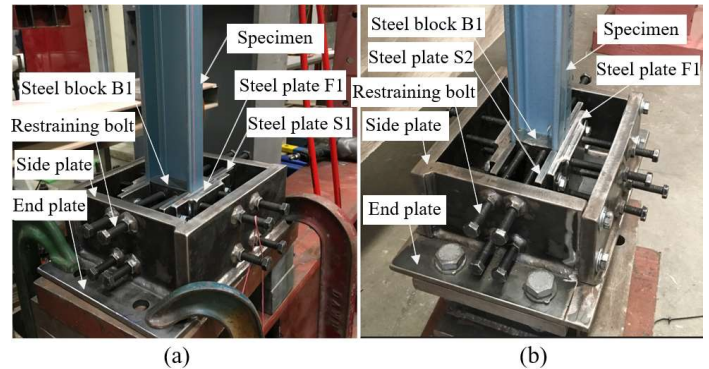 Specimen
Steel block B1
Steel plate F1
Restraining bolt
Steel plate S1
Side plate
End plate
(a)
Steel block B1
Specimen
Steel plate S2
Steel plate F1
Restraining bolt
Side plate
End plate
(b)